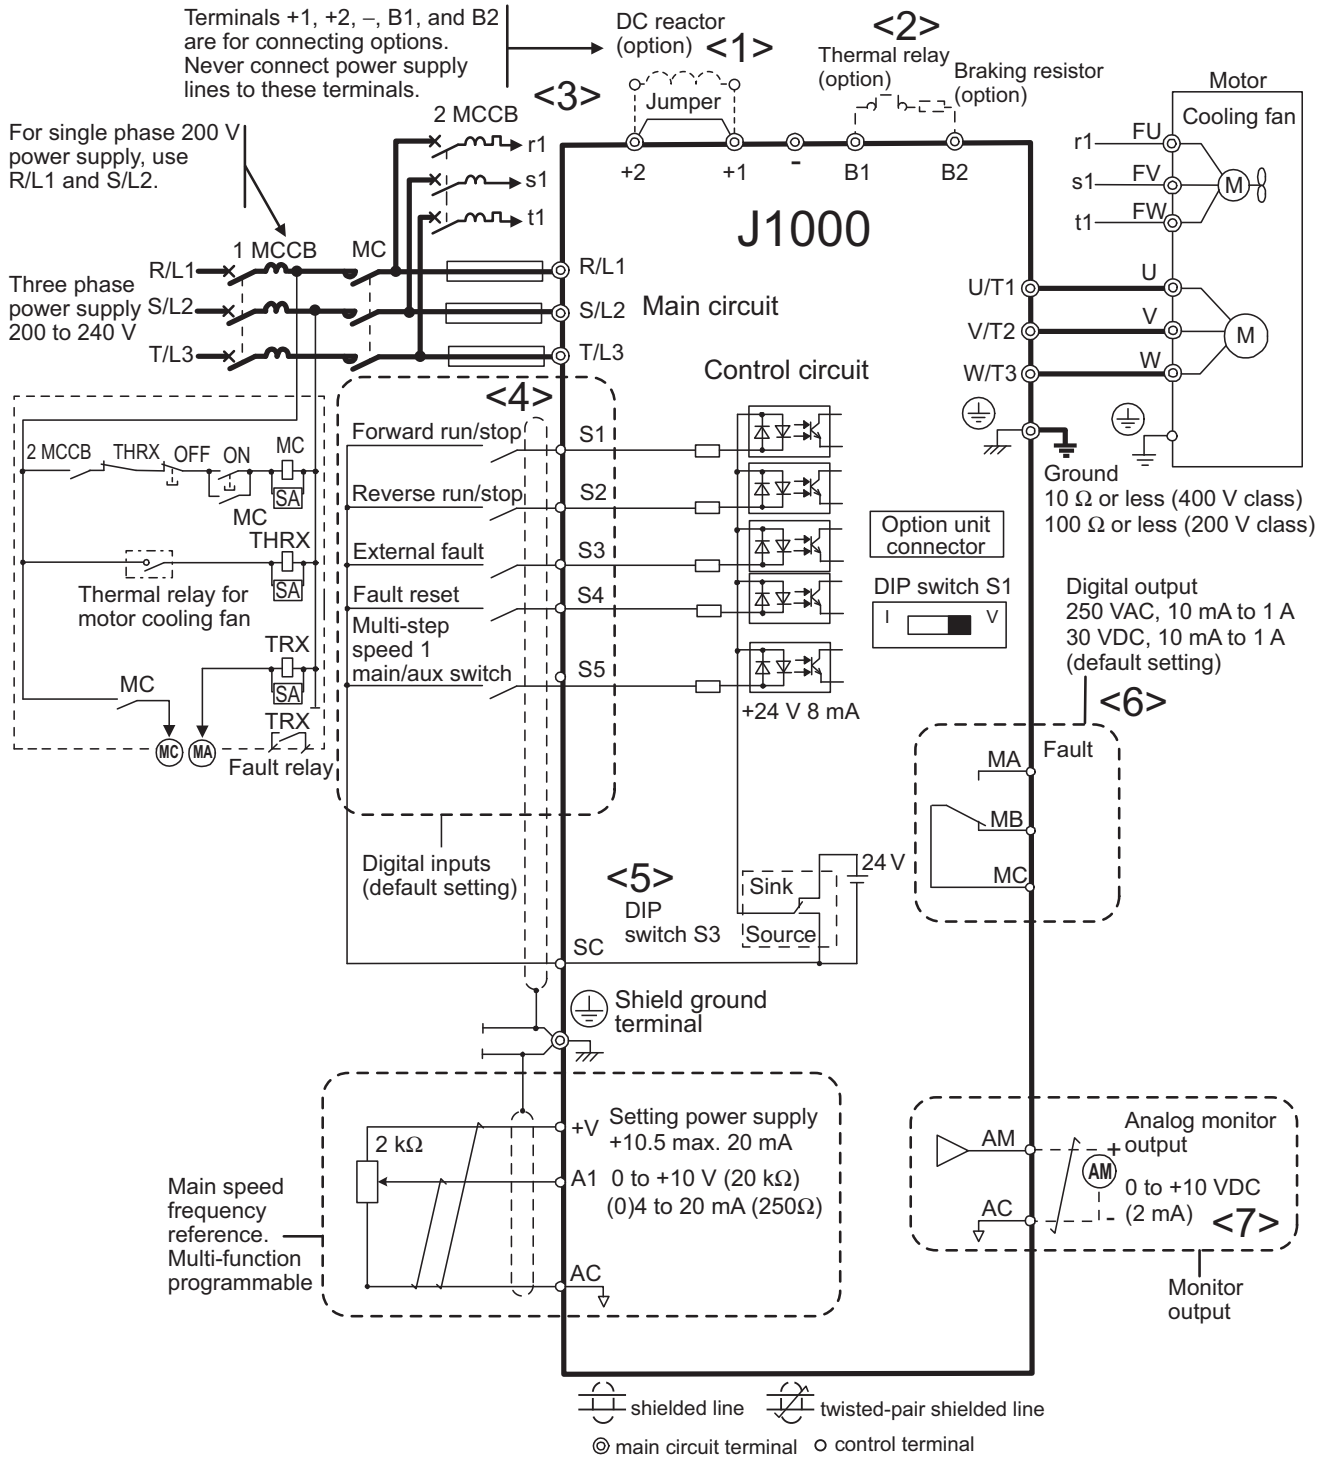 Terminals +1, +2, –, B1, and B2
are for connecting options.
Never connect power supply
lines to these terminals.
DC reactor
(option)
<1>
<2>
Thermal relay
(option)
Braking resistor
(option)
Jumper
+2
+1
-
B1
B2
<3>
2 MCCB
r1
s1
t1
For single phase 200 V
power supply, use
R/L1 and S/L2.
1 MCCB
MC
Three phase
power supply
200 to 240 V
R/L1
S/L2
T/L3
R/L1
S/L2
T/L3
J1000
Main circuit
Control circuit
Motor
Cooling fan
r1
FU
s1
FV
t1
FW
M
U/T1
U
V/T2
V
W/T3
W
M
Ground
10 Ω or less (400 V class)
100 Ω or less (200 V class)
2 MCCB
THRX
OFF
ON
MC
SA
MC
THRX
SA
Thermal relay for
motor cooling fan
TRX
SA
MC
TRX
MC
MA
Fault relay
<4>
Forward run/stop
S1
Reverse run/stop
S2
External fault
S3
Fault reset
S4
Multi-step
speed 1
main/aux switch
S5
Digital inputs
(default setting)
+24 V 8 mA
Option unit
connector
DIP switch S1
I
V
Digital output
250 VAC, 10 mA to 1 A
30 VDC, 10 mA to 1 A
(default setting)
<6>
MA
Fault
MB
MC
<5>
DIP
switch S3
Sink
Source
24 V
SC
Shield ground
terminal
Main speed
frequency
reference.
Multi-function
programmable
2 kΩ
+V
Setting power supply
+10.5 max. 20 mA
A1
0 to +10 V (20 kΩ)
(0)4 to 20 mA (250Ω)
AC
AM
AC
+
-
AM
Analog monitor
output
0 to +10 VDC
(2 mA)
<7>
Monitor
output
shielded line
twisted-pair shielded line
main circuit terminal
control terminal